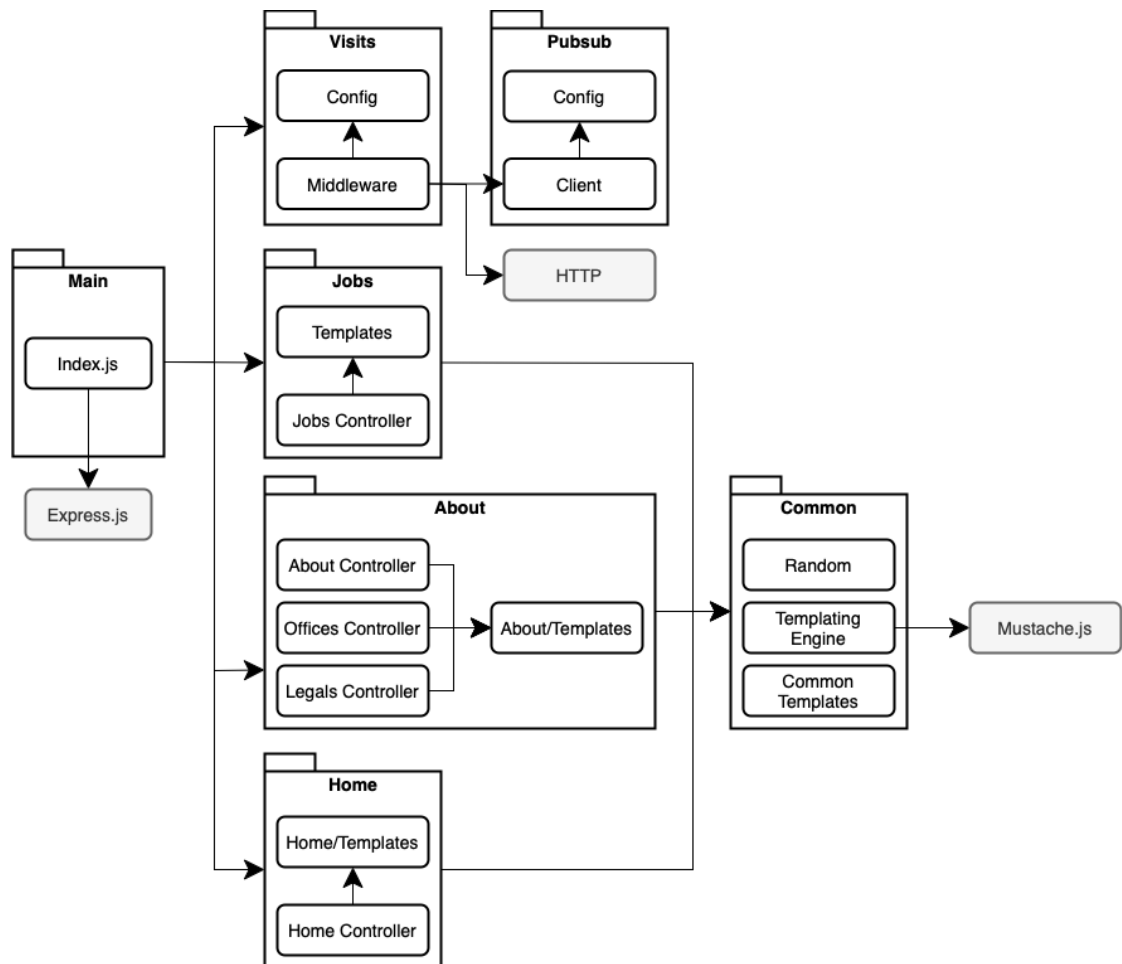 Visits
Config
Middleware
Pubsub
Config
Client
HTTP
Main
Index.js
Express.js
Jobs
Templates
Jobs Controller
About
About Controller
Offices Controller
Legals Controller
About/Templates
Common
Random
Templating
Engine
Common
Templates
Mustache.js
Home
Home/Templates
Home Controller